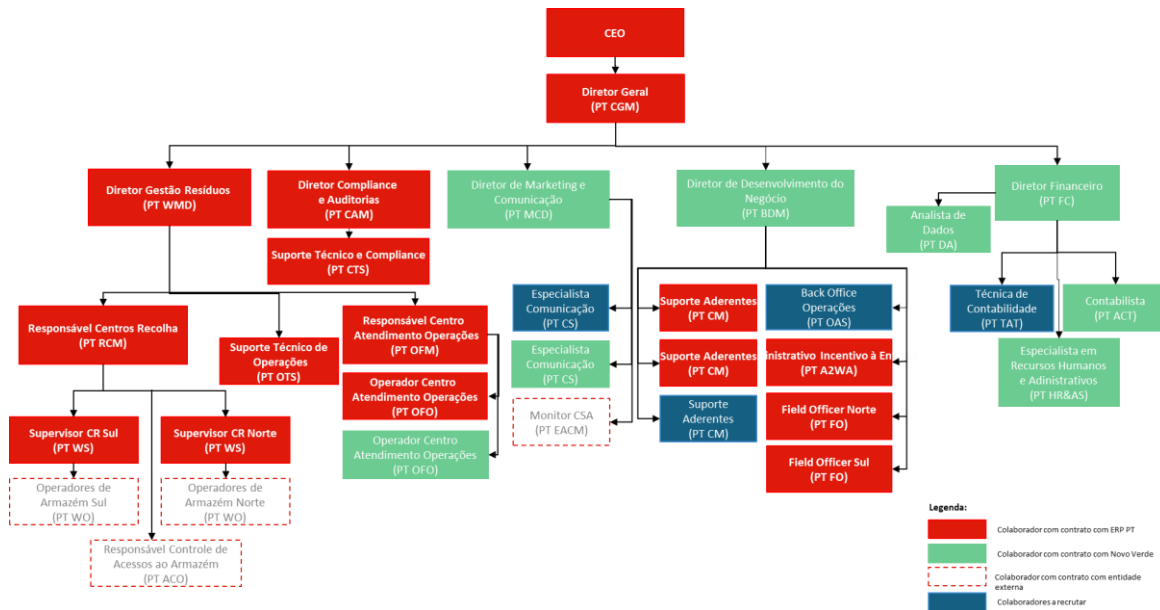 CEO
Diretor Geral
(PT CGM)
Diretor Gestão Resíduos
(PT WMD)
Diretor Compliance
e Auditorias
(PT CAM)
Diretor de Marketing e
Comunicação
(PT MCD)
Diretor de Desenvolvimento do
Negócio
(PT BDM)
Diretor Financeiro
(PT FC)
Analista de
Dados
(PT DA)
Suporte Técnico e Compliance
(PT CTS)
Responsável Centros Recolha
(PT RCM)
Suporte Técnico de
Operações
(PT OTS)
Responsável Centro
Atendimento Operações
(PT OFM)
Operador Centro
Atendimento Operações
(PT OFO)
Operador Centro
Atendimento Operações
(PT OFO)
Especialista
Comunicação
(PT CS)
Especialista
Comunicação
(PT CS)
Monitor CSA
(PT EACM)
Suporte Aderentes
(PT CM)
Suporte Aderentes
(PT CM)
Suporte
Aderentes
(PT CM)
Back Office
Operações
(PT OAS)
inistrativo Incentivo à En
(PT A2WA)
Field Officer Norte
(PT FO)
Field Officer Sul
(PT FO)
Técnica de
Contabilidade
(PT TAT)
Contabilista
(PT ACT)
Especialista em
Recursos Humanos
e Adinistrativos
(PT HR&AS)
Supervisor CR Sul
(PT WS)
Supervisor CR Norte
(PT WS)
Operadores de
Armazém Sul
(PT WO)
Operadores de
Armazém Norte
(PT WO)
Responsável Controle de
Acessos ao Armazém
(PT ACO)
Legenda:
Colaborador com contrato com ERP PT
Colaborador com contrato com Novo Verde
Colaborador com contrato com entidade
externa
Colaboradores a recrutar